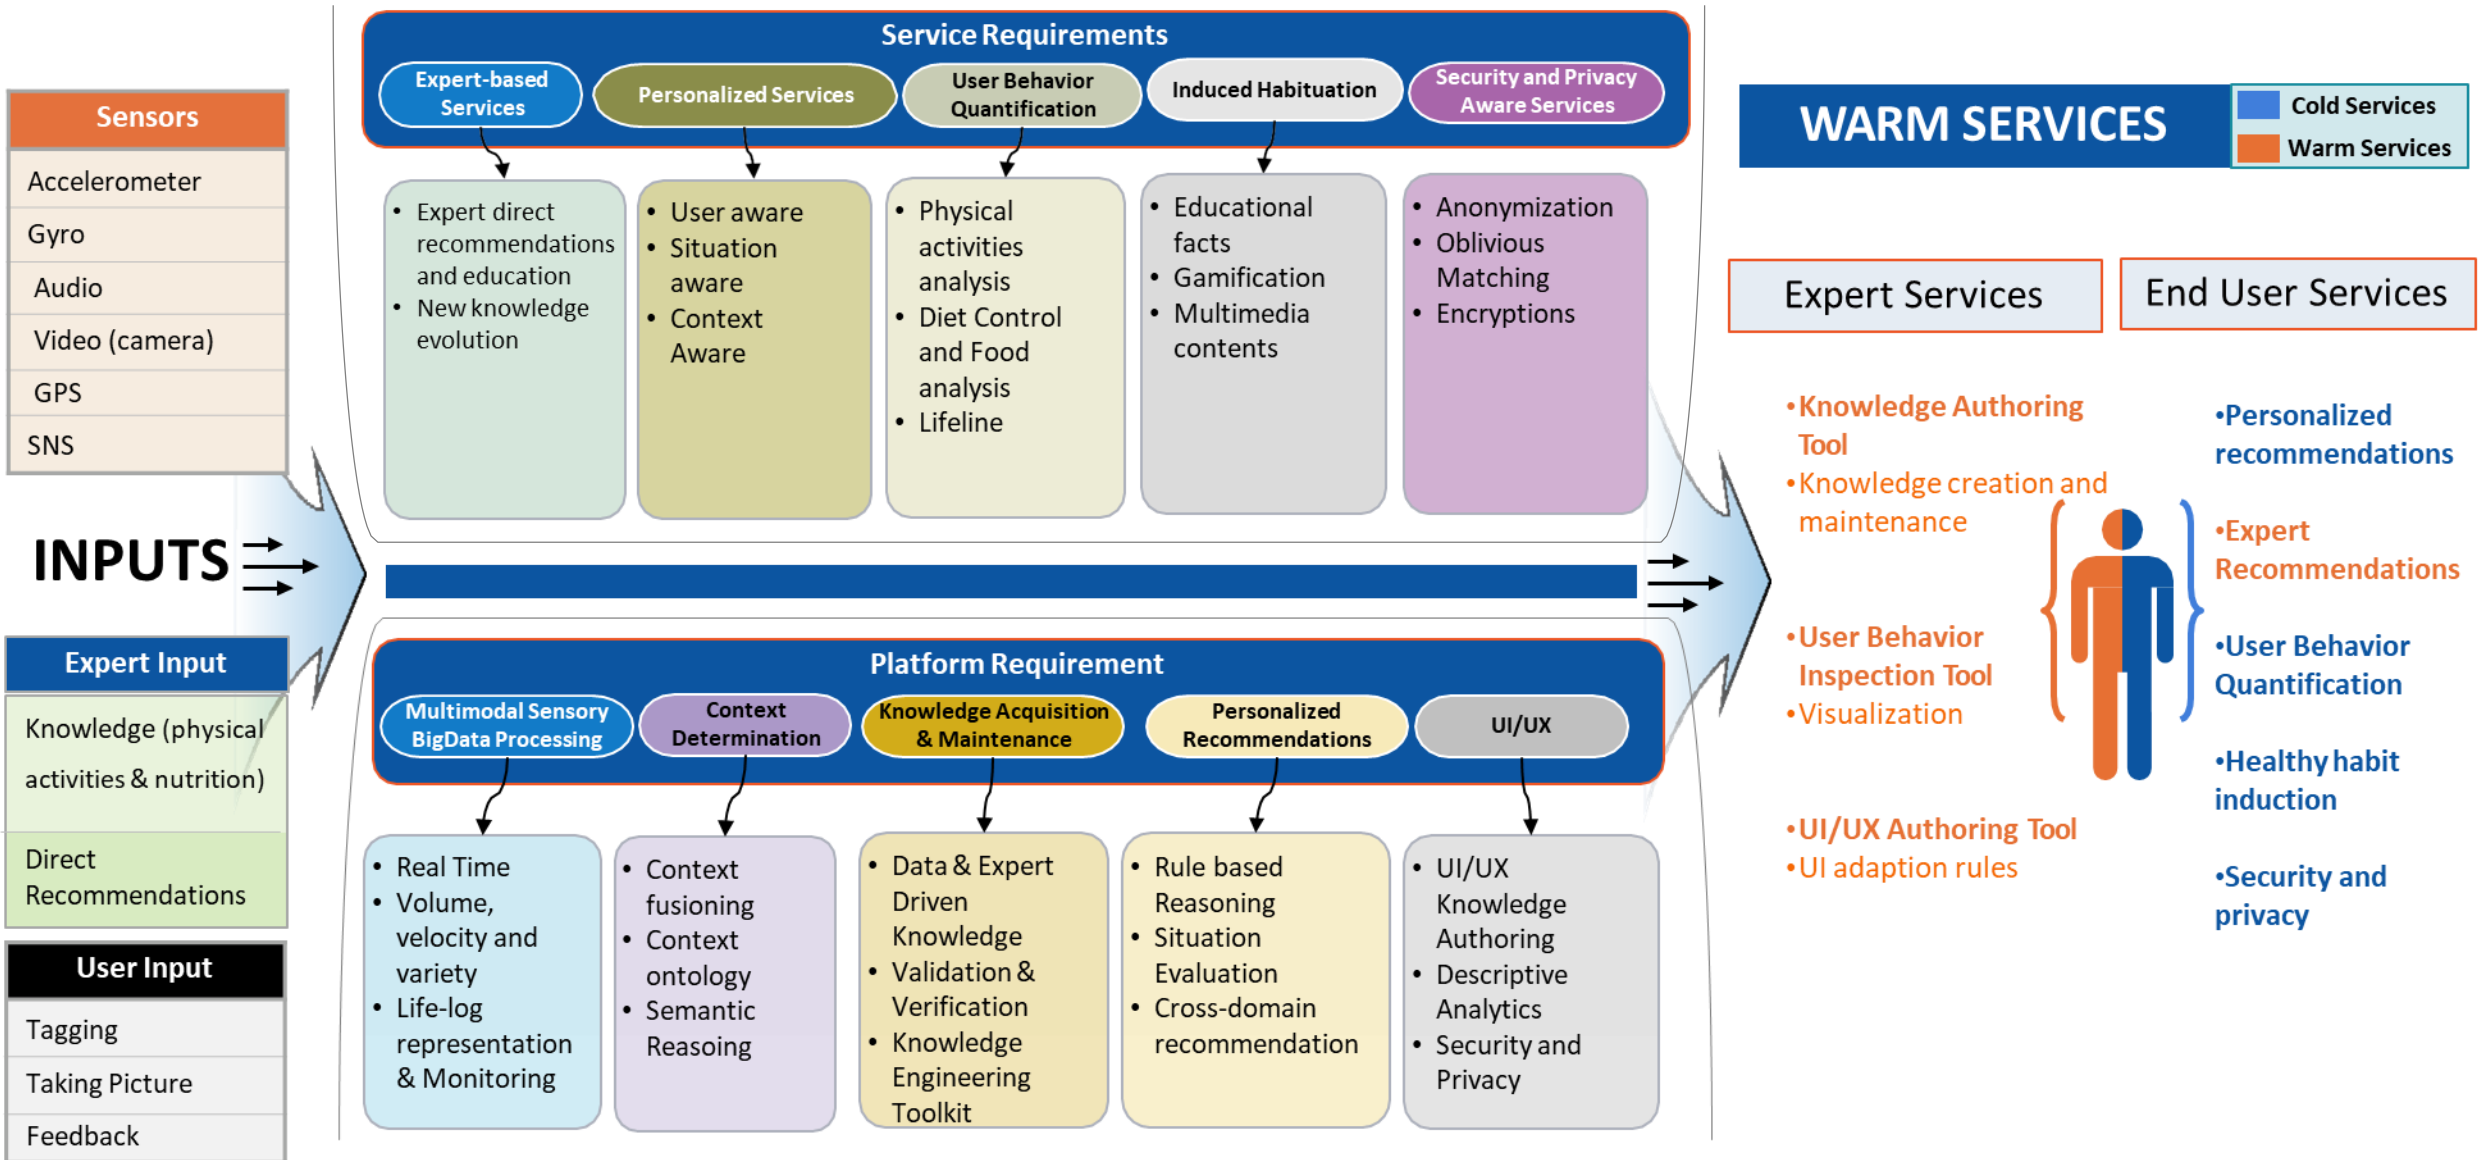 Sensors
Accelerometer
Gyro
Audio
Video (camera)
GPS
SNS
INPUTS
Expert Input
Knowledge (physical
activities & nutrition)
Direct
Recommendations
User Input
Tagging
Taking Picture
Feedback
Service Requirements
Expert-based
Services
Personalized Services
User Behavior
Quantification
Induced Habituation
Security and Privacy
Aware Services
• Expert direct
recommendations
and education
• New knowledge
evolution
• User aware
• Situation
aware
• Context
Aware
• Physical
activities
analysis
• Diet Control
and Food
analysis
• Lifeline
• Educational
facts
• Gamification
• Multimedia
contents
• Anonymization
• Oblivious
Matching
• Encryptions
Platform Requirement
Multimodal Sensory
BigData Processing
Context
Determination
Knowledge Acquisition
& Maintenance
Personalized
Recommendations
UI/UX
• Real Time
• Volume,
velocity and
variety
• Life-log
representation
& Monitoring
• Context
fusioning
• Context
ontology
• Semantic
Reasoing
• Data & Expert
Driven
Knowledge
• Validation &
Verification
• Knowledge
Engineering
Toolkit
• Rule based
Reasoning
• Situation
Evaluation
• Cross-domain
recommendation
• UI/UX
Knowledge
Authoring
• Descriptive
Analytics
• Security and
Privacy
WARM SERVICES
Cold Services
Warm Services
Expert Services
•Knowledge Authoring
Tool
•Knowledge creation and
maintenance
•User Behavior
Inspection Tool
•Visualization
•UI/UX Authoring Tool
•UI adaption rules
End User Services
•Personalized
recommendations
•Expert
Recommendations
•User Behavior
Quantification
•Healthy habit
induction
•Security and
privacy